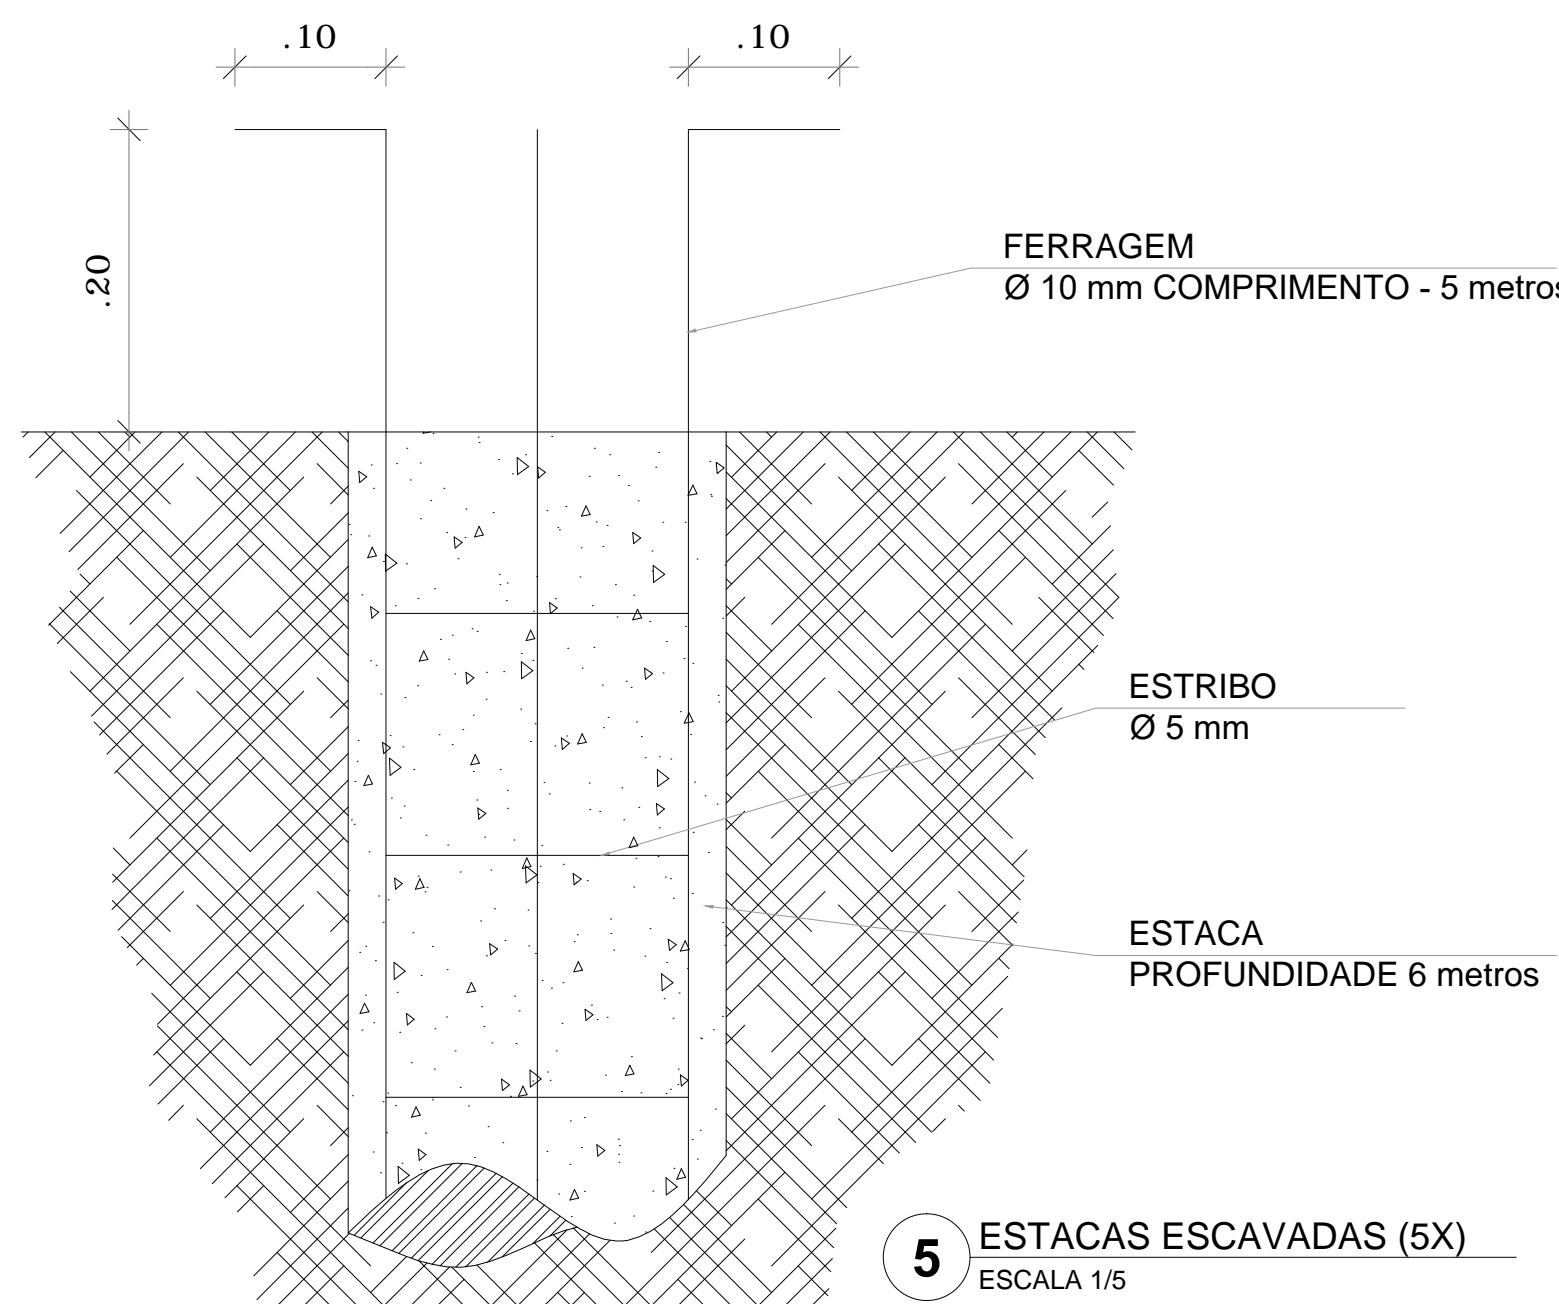 .10
.10
.20
FERRAGEM
Ø 10 mm COMPRIMENTO - 5 metros
ESTRIBO
Ø 5 mm
ESTACA
PROFUNDIDADE 6 metros
5
ESTACAS ESCAVADAS (5X)
ESCALA 1/5